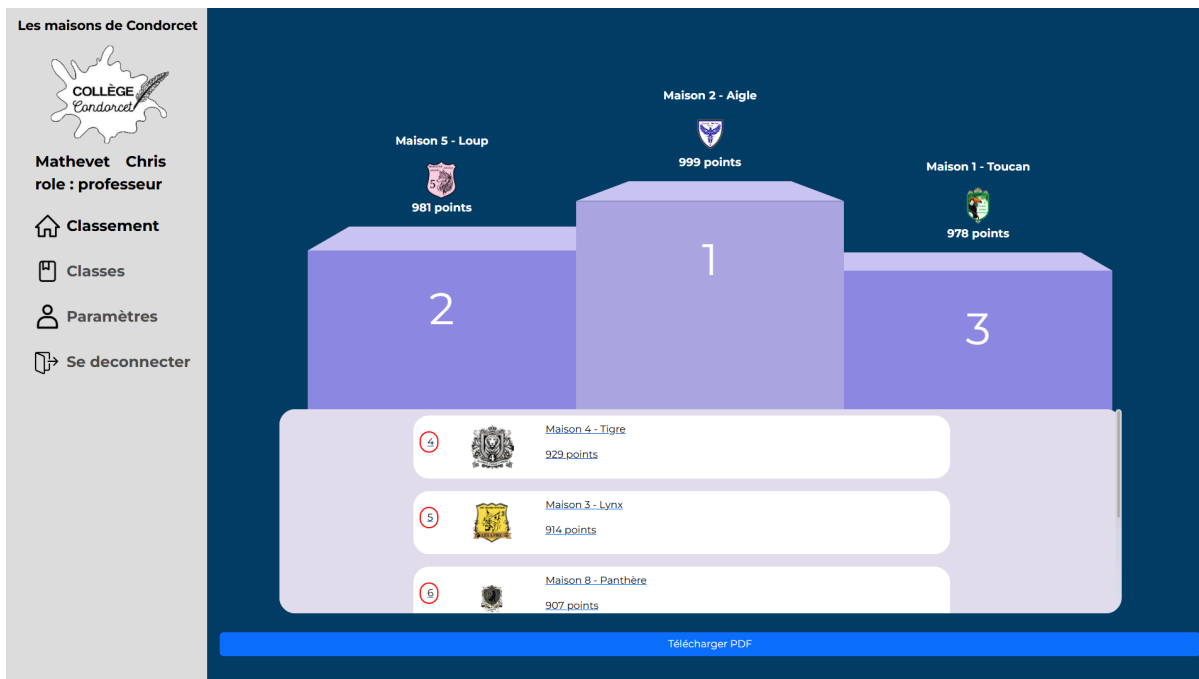 Les maisons de Condorcet
COLLÈGE
Condorcet
Mathevet Chris
role : professeur
Classement
Classes
Paramètres
Se deconnecter
Maison 2 - Aigle
999 points
Maison 5 - Loup
5
981 points
Maison 1 - Toucan
978 points
1
2
3
4
4
Maison 4 - Tigre
929 points
5
Maison 3 - Lynx
914 points
6
Maison 8 - Panthère
907 points
Télécharger PDF